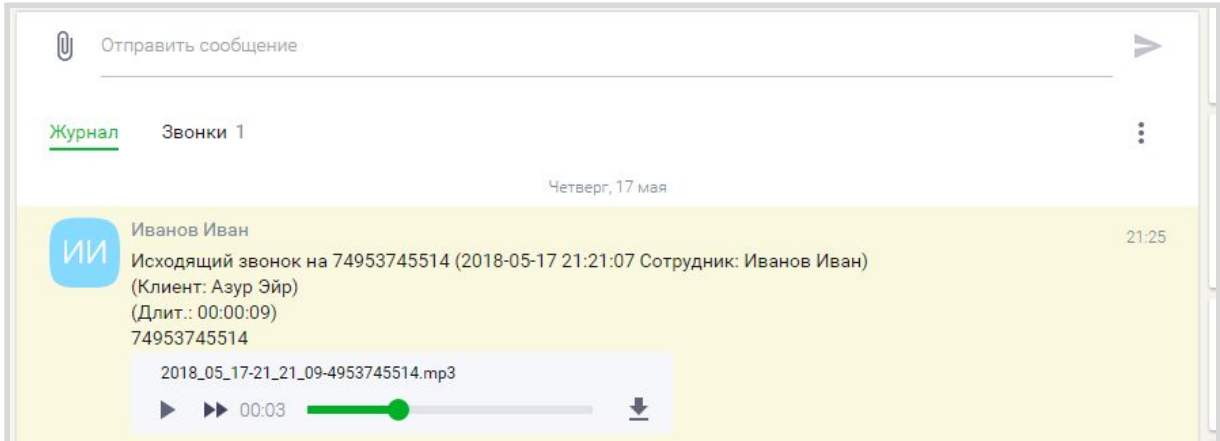 Отправить сообщение
Журнал Звонки 1
Четверг, 17 мая
Иванов Иван 21:25
ИИ
Исходящий звонок на 74953745514 (2018-05-17 21:21:07 Сотрудник: Иванов Иван)
(Клиент: Азур Эйр)
(Длит.: 00:00:09)
74953745514
2018_05_17-21_21_09-4953745514.mp3
00:03